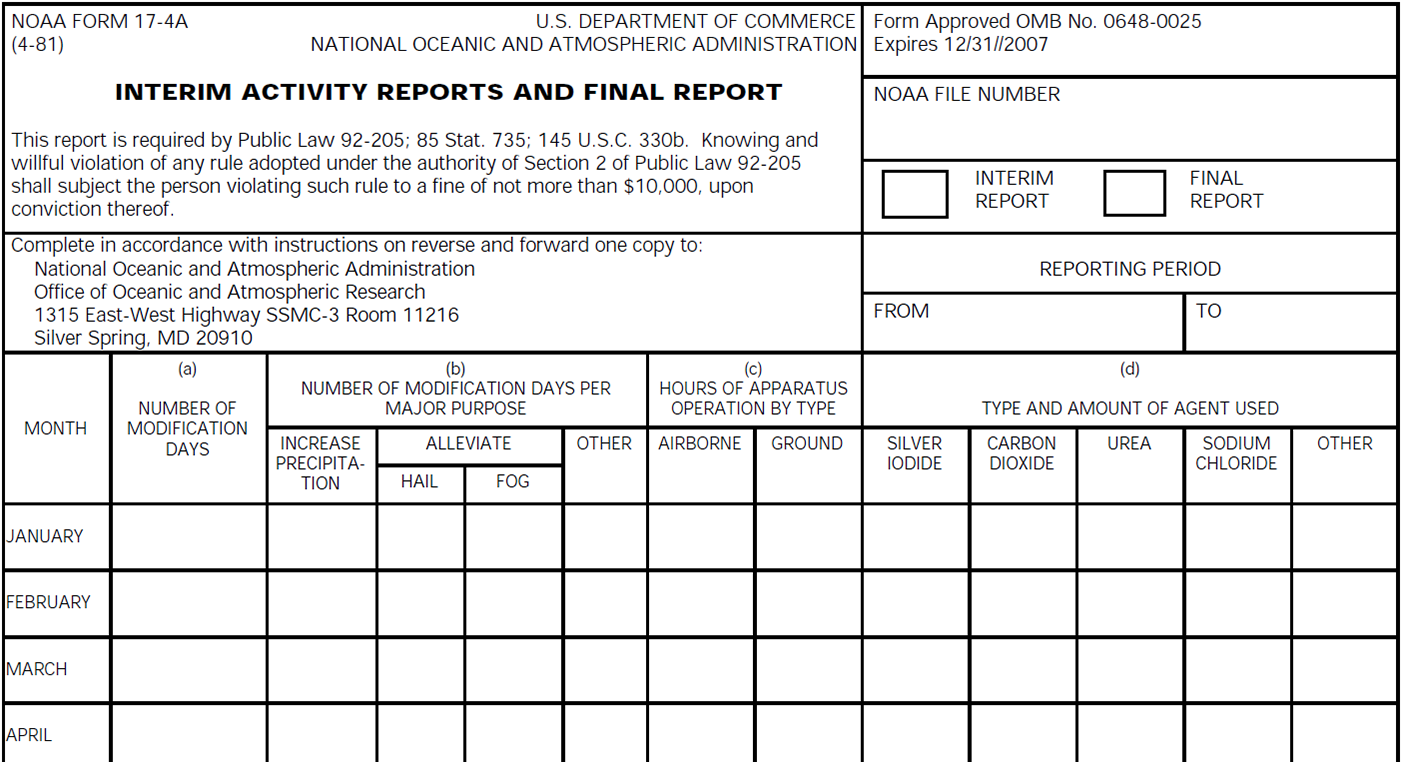 NOAA FORM 17-4A
(4-81)
U.S. DEPARTMENT OF COMMERCE
NATIONAL OCEANIC AND ATMOSPHERIC ADMINISTRATION
INTERIM ACTIVITY REPORTS AND FINAL REPORT
This report is required by Public Law 92-205; 85 Stat. 735; 145 U.S.C. 330b. Knowing and
willful violation of any rule adopted under the authority of Section 2 of Public Law 92-205
shall subject the person violating such rule to a fine of not more than $10,000, upon
conviction thereof.
Form Approved OMB No. 0648-0025
Expires 12/31//2007
NOAA FILE NUMBER
INTERIM
REPORT
FINAL
REPORT
Complete in accordance with instructions on reverse and forward one copy to:
National Oceanic and Atmospheric Administration
Office of Oceanic and Atmospheric Research
1315 East-West Highway SSMC-3 Room 11216
Silver Spring, MD 20910
REPORTING PERIOD
FROM
TO
MONTH
(a)
NUMBER OF
MODIFICATION
DAYS
(b)
NUMBER OF MODIFICATION DAYS PER
MAJOR PURPOSE
INCREASE
PRECIPITA-
TION
ALLEVIATE
HAIL
FOG
OTHER
(c)
HOURS OF APPARATUS
OPERATION BY TYPE
AIRBORNE
GROUND
(d)
TYPE AND AMOUNT OF AGENT USED
SILVER
IODIDE
CARBON
DIOXIDE
UREA
SODIUM
CHLORIDE
OTHER
JANUARY
FEBRUARY
MARCH
APRIL